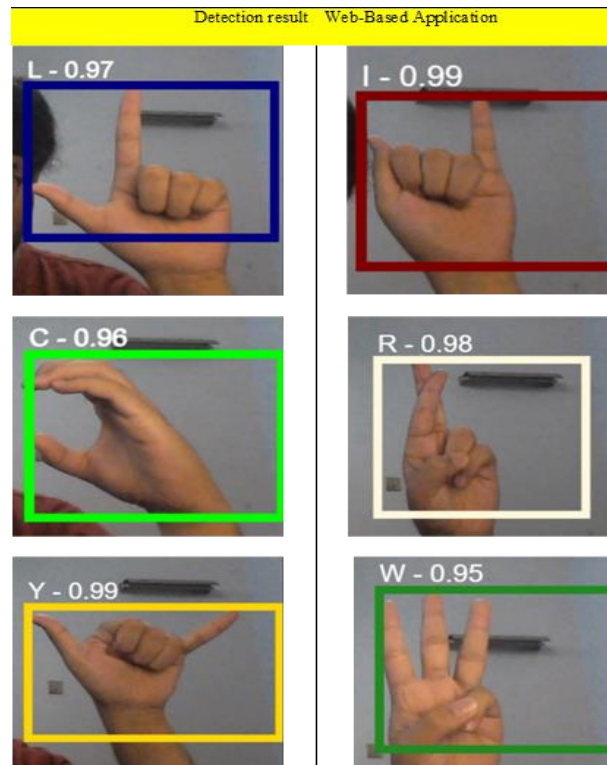 Detection result Web-Based Application
L - 0.97
I - 0.99
C - 0.96
R - 0.98
Y - 0.99
W - 0.95